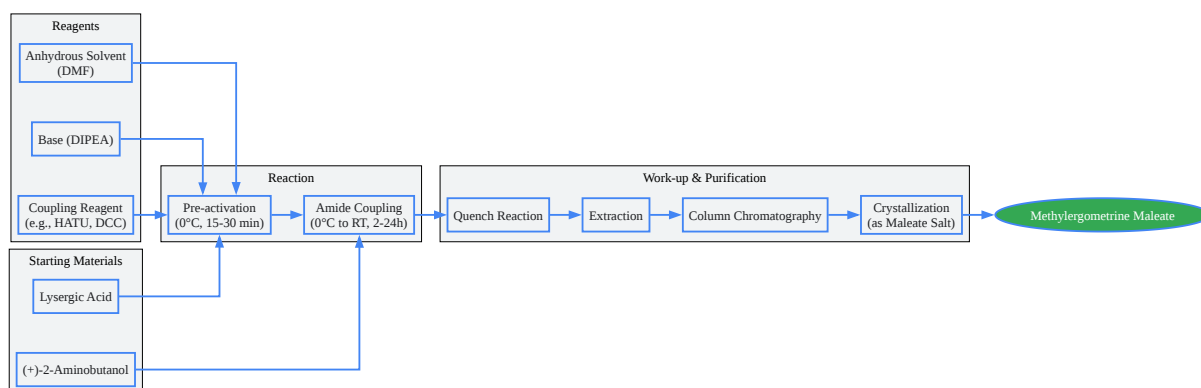 Reagents
Anhydrous Solvent
(DMF)
Base (DIPEA)
Coupling Reagent
(e.g., HATU, DCC)
Starting Materials
Lysergic Acid
(+)-2-Aminobutanol
Reaction
Pre-activation
(0°C, 15-30 min)
Amide Coupling
(0°C to RT, 2-24h)
Work-up & Purification
Quench Reaction
Extraction
Column Chromatography
Crystallization
(as Maleate Salt)
Methylergometrine Maleate